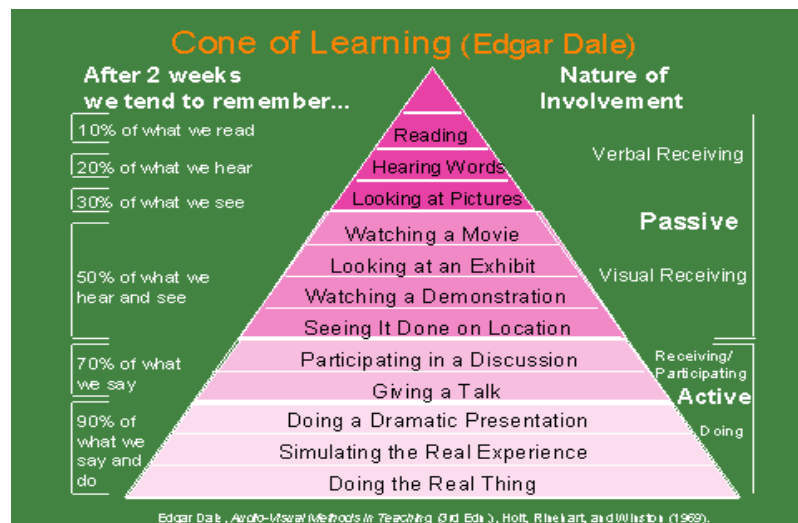 Cone of Learning (Edgar Dale)
After 2 weeks
we tend to remember...
10% of what we read
20% of what we hear
30% of what we see
50% of what we
hear and see
70% of what
we say
90% of
what we
say and
do
Reading
Hearing Words
Looking at Pictures
Watching a Movie
Looking at an Exhibit
Watching a Demonstration
Seeing It Done on Location
Participating in a Discussion
Giving a Talk
Doing a Dramatic Presentation
Simulating the Real Experience
Doing the Real Thing
Nature of
Involvement
Verbal Receiving
Passive
Visual Receiving
Receiving/
Participating
Active
Doing
Edgar Dale, Audio-Visual Methods in Teaching (3rd Edn.), Holt, Rinehart, and Winston (1969).